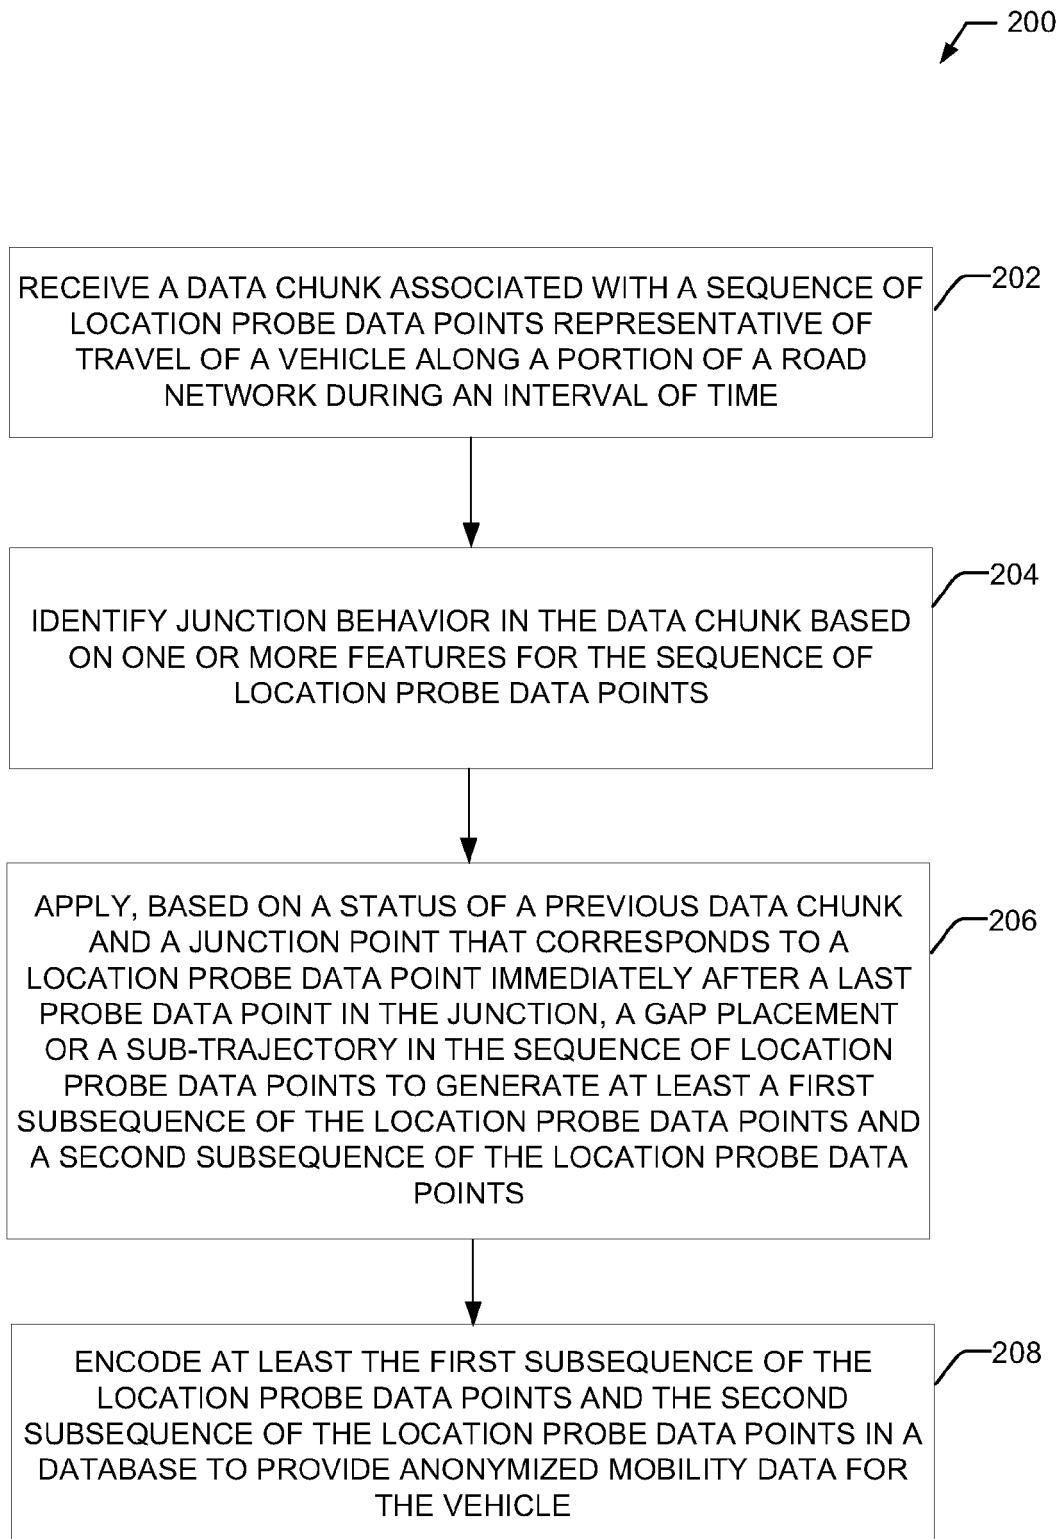 200
RECEIVE A DATA CHUNK ASSOCIATED WITH A SEQUENCE OF
LOCATION PROBE DATA POINTS REPRESENTATIVE OF
TRAVEL OF A VEHICLE ALONG A PORTION OF A ROAD
NETWORK DURING AN INTERVAL OF TIME
202
IDENTIFY JUNCTION BEHAVIOR IN THE DATA CHUNK BASED
ON ONE OR MORE FEATURES FOR THE SEQUENCE OF
LOCATION PROBE DATA POINTS
204
APPLY, BASED ON A STATUS OF A PREVIOUS DATA CHUNK
AND A JUNCTION POINT THAT CORRESPONDS TO A
LOCATION PROBE DATA POINT IMMEDIATELY AFTER A LAST
PROBE DATA POINT IN THE JUNCTION, A GAP PLACEMENT
OR A SUB-TRAJECTORY IN THE SEQUENCE OF LOCATION
PROBE DATA POINTS TO GENERATE AT LEAST A FIRST
SUBSEQUENCE OF THE LOCATION PROBE DATA POINTS AND
A SECOND SUBSEQUENCE OF THE LOCATION PROBE DATA
POINTS
206
ENCODE AT LEAST THE FIRST SUBSEQUENCE OF THE
LOCATION PROBE DATA POINTS AND THE SECOND
SUBSEQUENCE OF THE LOCATION PROBE DATA POINTS IN A
DATABASE TO PROVIDE ANONYMIZED MOBILITY DATA FOR
THE VEHICLE
208